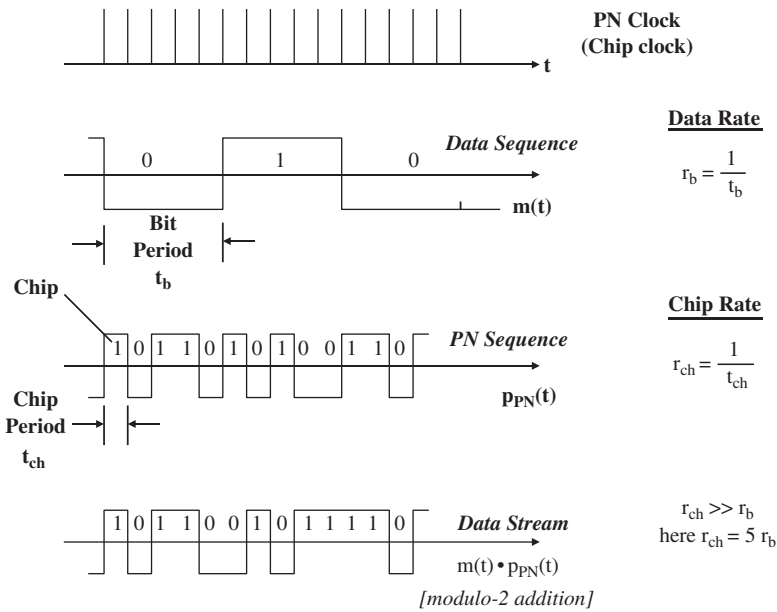 PN Clock
(Chip clock)
t
Data Rate
Data Sequence
0 1 0
r_b = 1 / t_b
m(t)
Bit
Period
t_b
Chip
Chip Rate
PN Sequence
1 0 1 1 0 1 0 1 0 0 1 1 0
r_ch = 1 / t_ch
p_PN(t)
Chip
Period
t_ch
1 0 1 1 0 0 1 0 1 1 1 1 0
Data Stream
r_ch >> r_b
here r_ch = 5 r_b
m(t) • p_PN(t)
[modulo-2 addition]